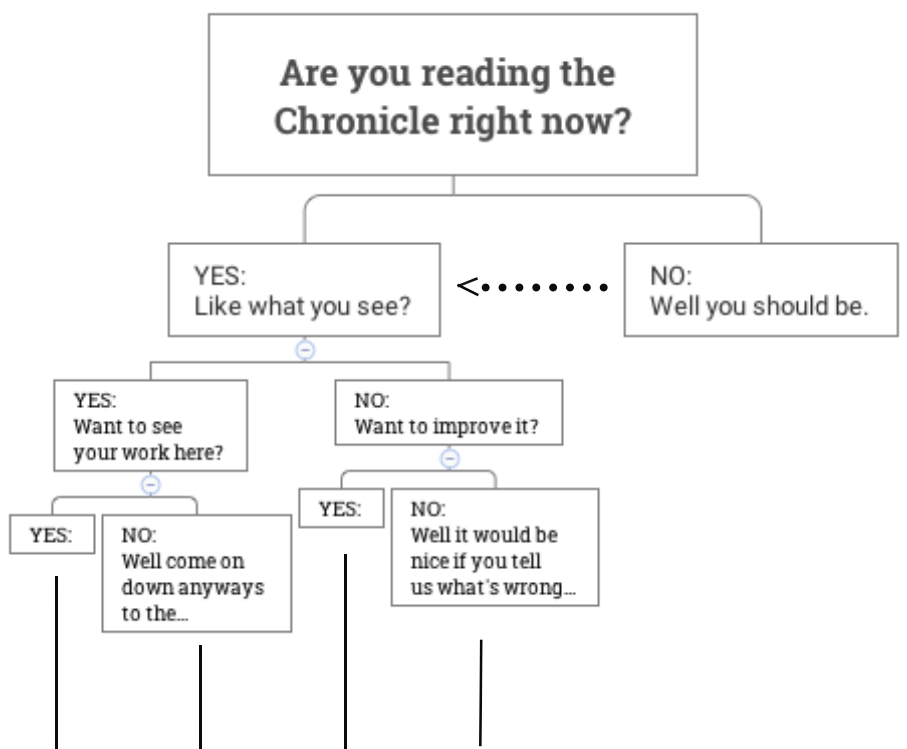 Are you reading the
Chronicle right now?
YES:
Like what you see?
NO:
Well you should be.
YES:
Want to see
your work here?
NO:
Want to improve it?
YES:
NO:
Well come on
down anyways
to the...
YES:
NO:
Well it would be
nice if you tell
us what's wrong...